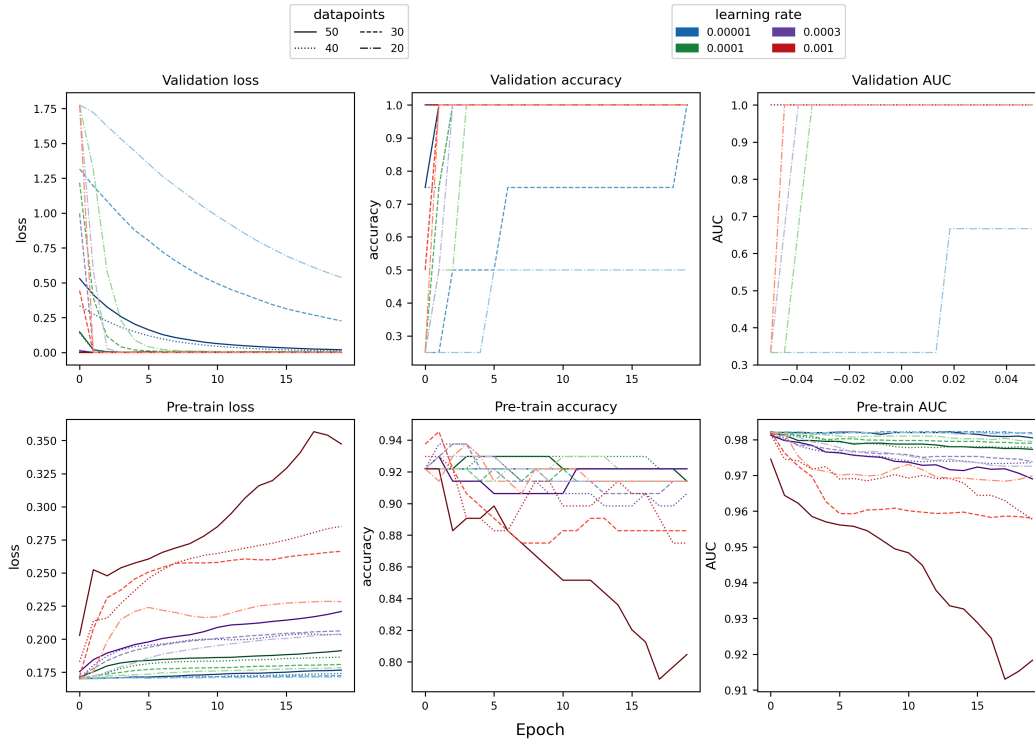 datapoints
50 30
40 20
learning rate
0.00001 0.0003
0.0001 0.001
Validation loss
Validation accuracy
Validation AUC
loss
1.75
1.50
1.25
1.00
0.75
0.50
0.25
0.00
0 5 10 15
accuracy
1.0
0.9
0.8
0.7
0.6
0.5
0.4
0.3
0 5 10 15
AUC
1.0
0.9
0.8
0.7
0.6
0.5
0.4
0.3
−0.04 −0.02 0.00 0.02 0.04
Pre-train loss
Pre-train accuracy
Pre-train AUC
loss
0.350
0.325
0.300
0.275
0.250
0.225
0.200
0.175
0 5 10 15
accuracy
0.94
0.92
0.90
0.88
0.86
0.84
0.82
0.80
0 5 10 15
AUC
0.98
0.97
0.96
0.95
0.94
0.93
0.92
0.91
0 5 10 15
Epoch